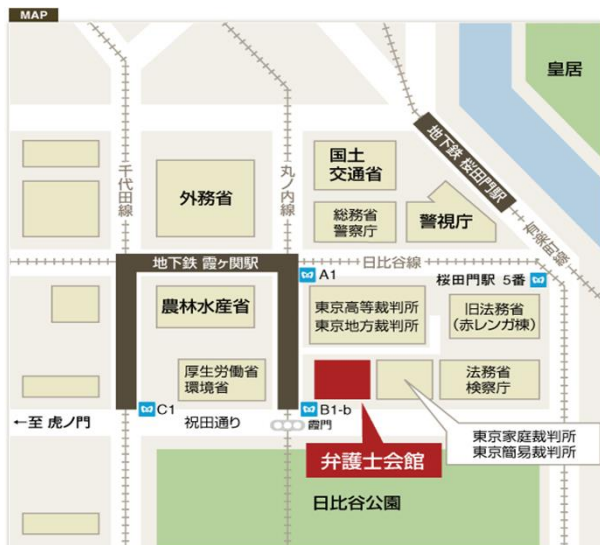 MAP
皇居
地下鉄 桜田門駅
国土
交通省
千代田線
丸ノ内線
外務省
総務省
警察庁
警視庁
有楽町線
地下鉄 霞ヶ関駅
日比谷線
A1
桜田門駅 5番
農林水産省
東京高等裁判所
東京地方裁判所
旧法務省
(赤レンガ棟)
厚生労働省
環境省
法務省
検察庁
C1
B1-b
←至 虎ノ門
祝田通り
霞門
東京家庭裁判所
東京簡易裁判所
弁護士会館
日比谷公園